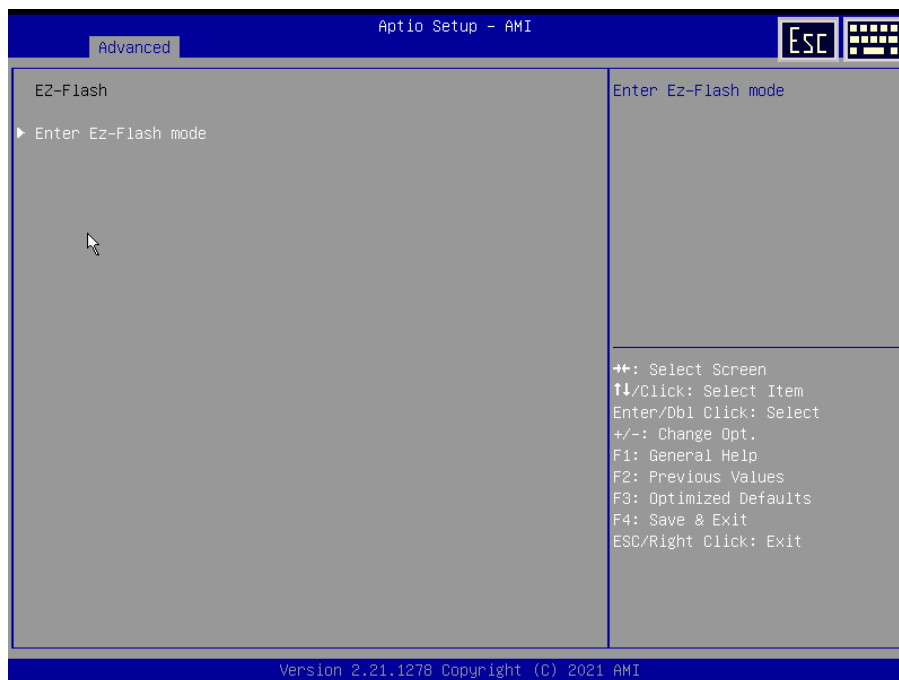 Aptio Setup – AMI
Advanced
Esc
EZ-Flash
Enter Ez-Flash mode
Enter Ez-Flash mode
→←: Select Screen
↑↓/Click: Select Item
Enter/Dbl Click: Select
+/-: Change Opt.
F1: General Help
F2: Previous Values
F3: Optimized Defaults
F4: Save & Exit
ESC/Right Click: Exit
Version 2.21.1278 Copyright (C) 2021 AMI